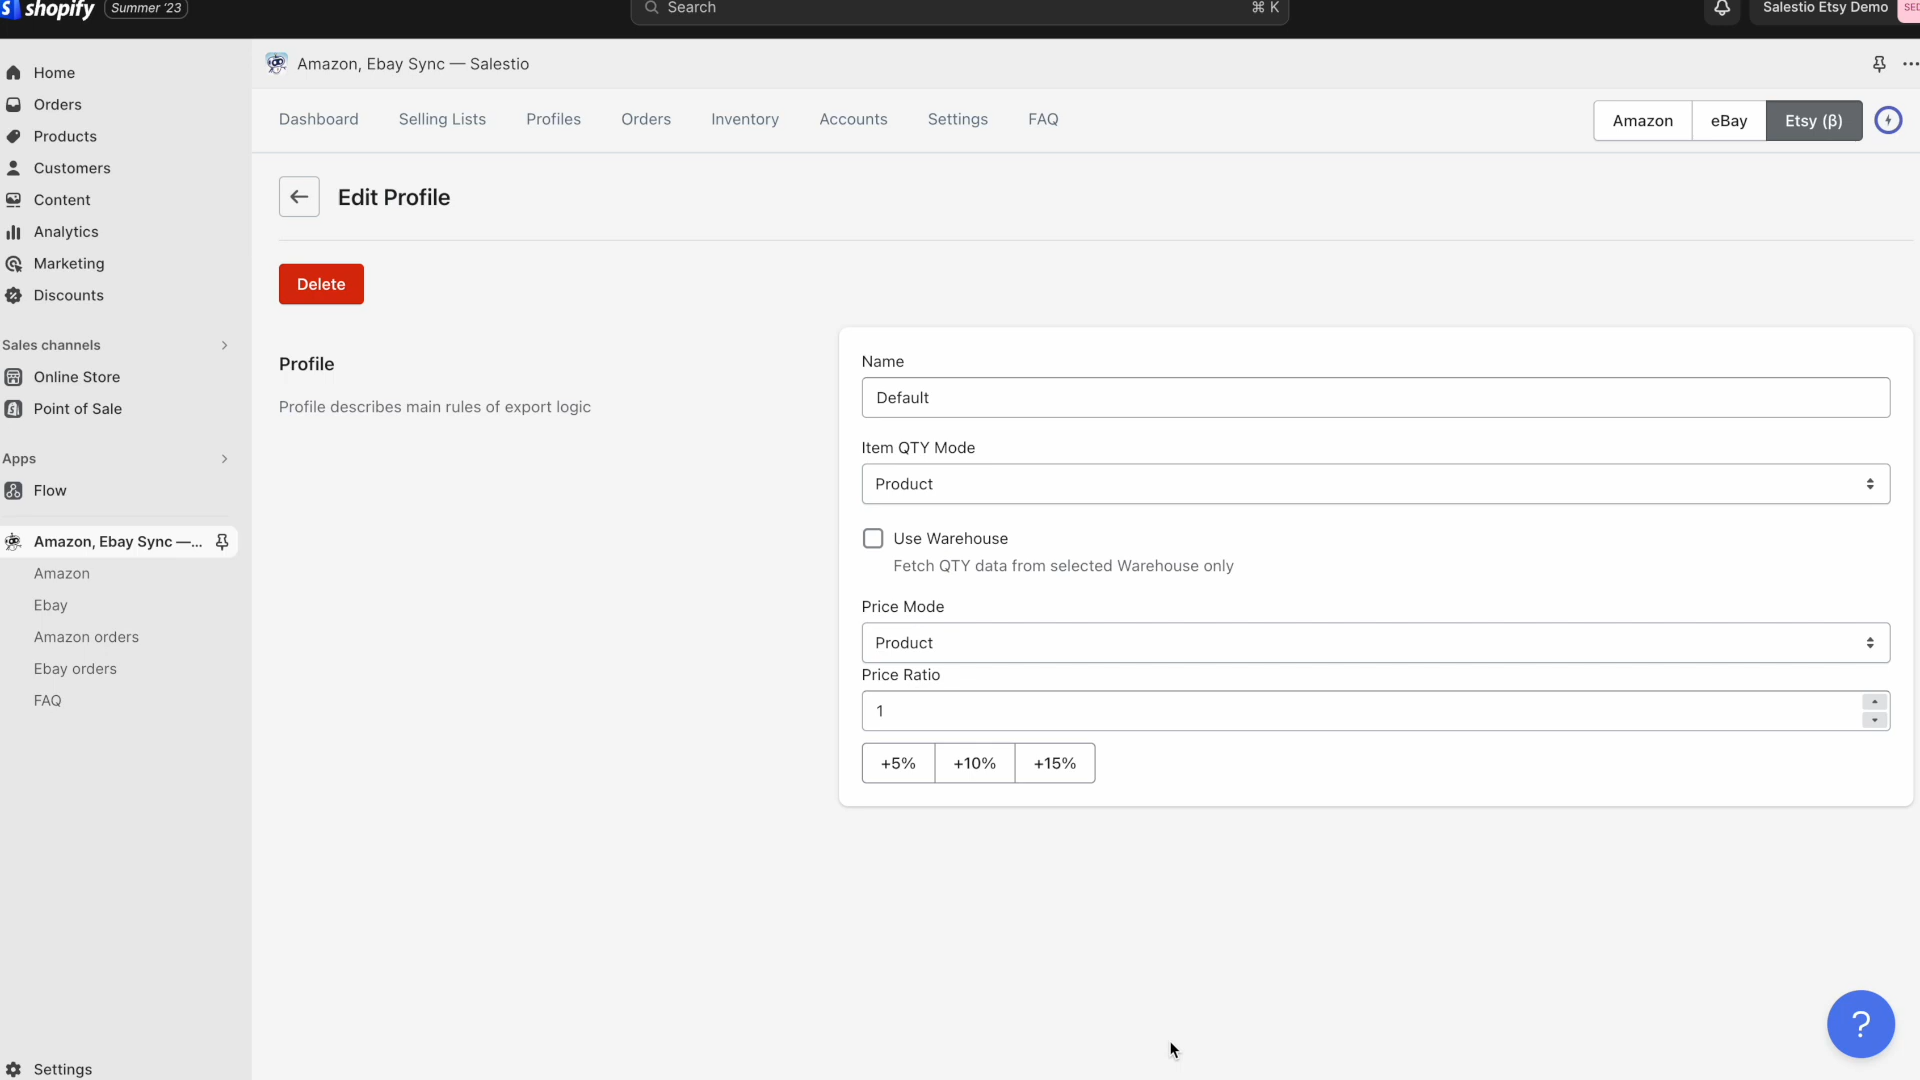 shopify Summer '23 Search ⌘ K Salestio Etsy Demo SED
Amazon, Ebay Sync — Salestio
Dashboard Selling Lists Profiles Orders Inventory Accounts Settings FAQ Amazon eBay Etsy (β)
Edit Profile
Delete
Profile
Profile describes main rules of export logic
Name
Default
Item QTY Mode
Product
Use Warehouse
Fetch QTY data from selected Warehouse only
Price Mode
Product
Price Ratio
1
+5% +10% +15%
Home
Orders
Products
Customers
Content
Analytics
Marketing
Discounts
Sales channels
Online Store
Point of Sale
Apps
Flow
Amazon, Ebay Sync —...
Amazon
Ebay
Amazon orders
Ebay orders
FAQ
Settings
?